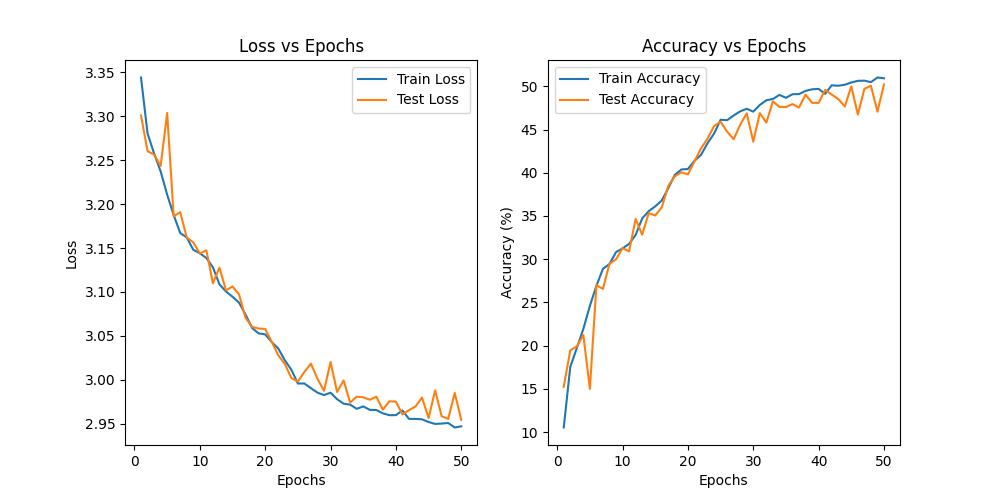 Loss vs Epochs
3.35
3.30
3.25
3.20
3.15
3.10
3.05
3.00
2.95
Loss
0 10 20 30 40 50
Epochs
Train Loss
Test Loss
Accuracy vs Epochs
50
45
40
35
30
25
20
15
10
Accuracy (%)
0 10 20 30 40 50
Epochs
Train Accuracy
Test Accuracy